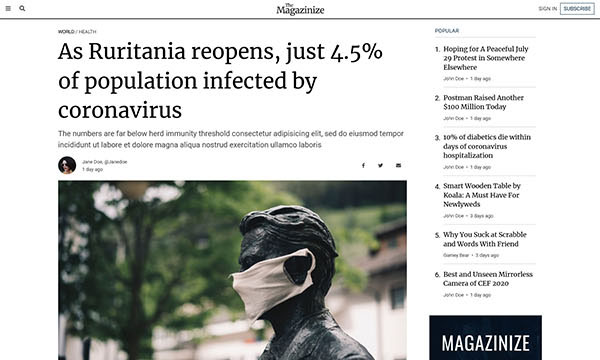 The
Magazinize
SIGN IN
SUBSCRIBE
WORLD / HEALTH
As Ruritania reopens, just 4.5%
of population infected by
coronavirus
The numbers are far below herd immunity threshold consectetur adipisicing elit, sed do eiusmod tempor
incididunt ut labore et dolore magna aliqua nostrud exercitation ullamco laboris
Jane Doe, @Janedoe
1 day ago
POPULAR
1. Hoping for A Peaceful July
29 Protest in Somewhere
Elsewhere
John Doe • 1 day ago
2. Postman Raised Another
$100 Million Today
John Doe • 1 day ago
3. 10% of diabetics die within
days of coronavirus
hospitalization
John Doe • 1 day ago
4. Smart Wooden Table by
Koala: A Must Have For
Newlyweds
John Doe • 3 days ago
5. Why You Suck at Scrabble
and Words With Friend
Gamey Bear • 3 days ago
6. Best and Unseen Mirrorless
Camera of CEF 2020
John Doe • 1 day ago
MAGAZINIZE